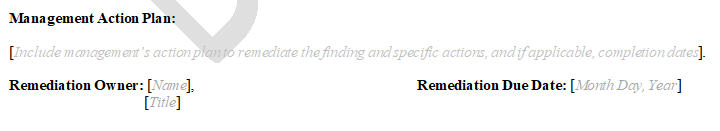 Management Action Plan:
[Include management's action plan to remediate the finding and specific actions, and if applicable, completion dates].
Remediation Owner: [Name], Remediation Due Date: [Month Day, Year]
[Title]